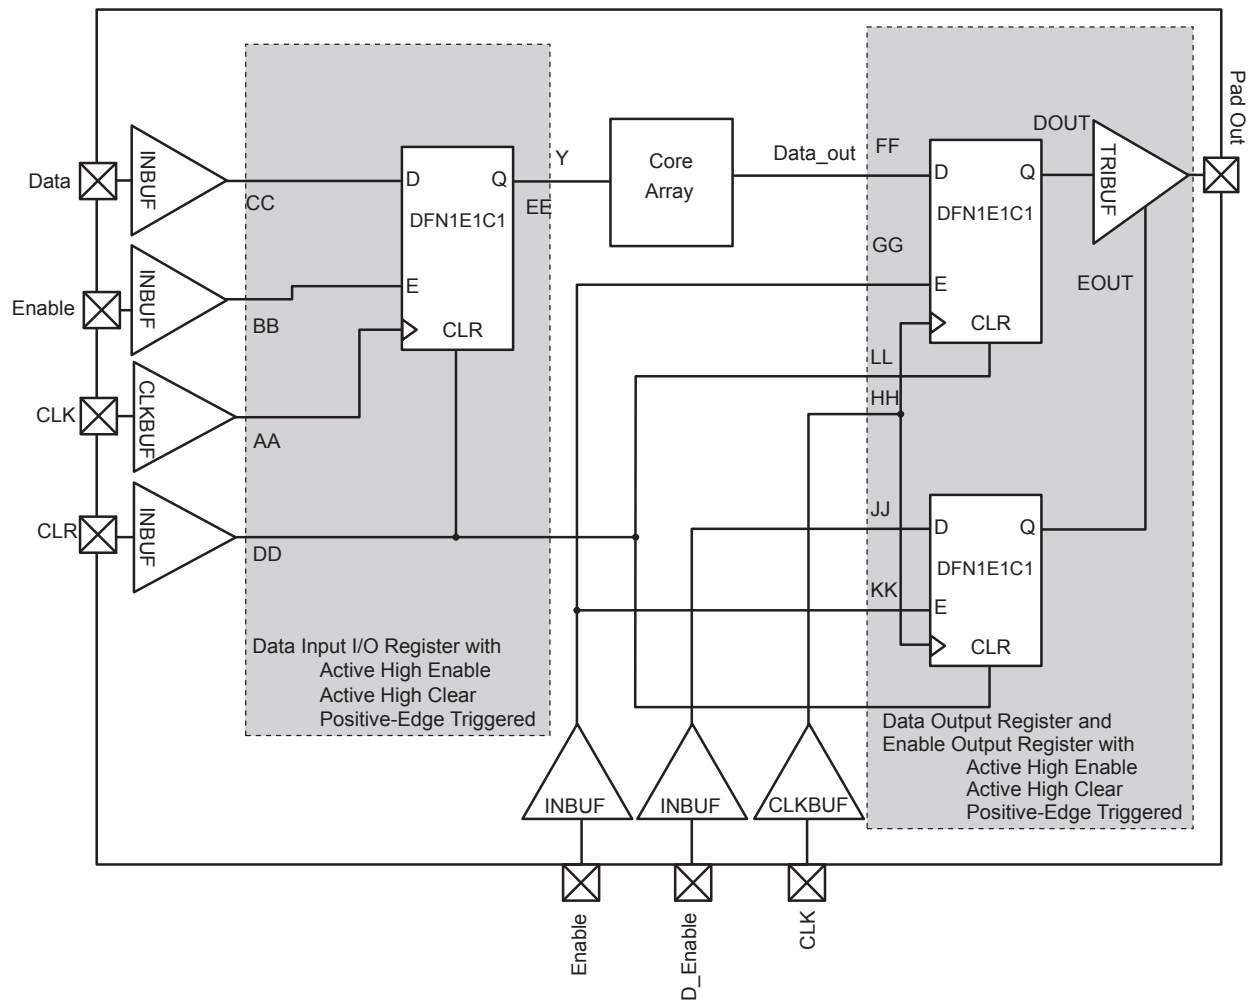 Pad Out
Data
INBUF
CC
D
Q
DFN1E1C1
E
CLR
Y
EE
Core
Array
Data_out
FF
D
Q
DFN1E1C1
E
CLR
GG
DOUT
TRIBUF
EOUT
Enable
INBUF
BB
CLK
CLKBUF
AA
CLR
INBUF
DD
LL
HH
JJ
KK
D
Q
DFN1E1C1
E
CLR
Data Input I/O Register with
Active High Enable
Active High Clear
Positive-Edge Triggered
Data Output Register and
Enable Output Register with
Active High Enable
Active High Clear
Positive-Edge Triggered
INBUF
INBUF
CLKBUF
Enable
D_Enable
CLK